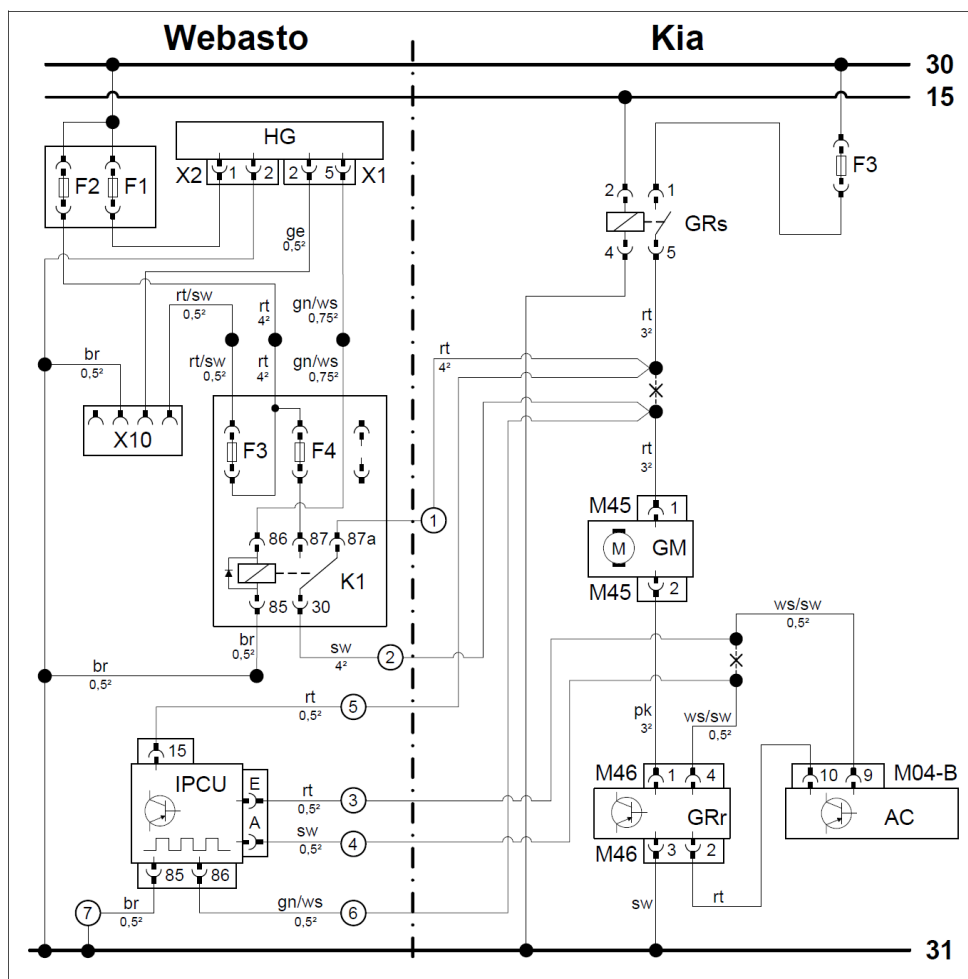 Webasto Kia
30
15
HG
F2 F1 X2 1 2 2 5 X1
F3
2 1
GRs
4 5
ge
0,5²
rt/sw
0,5²
rt
4²
gn/ws
0,75²
rt
3²
br
0,5²
rt/sw
0,5²
rt
4²
gn/ws
0,75²
rt
4²
X10
F3 F4
rt
3²
1
M45 1
86 87 87a
M GM
K1
M45 2
85 30
ws/sw
0,5²
br
0,5²
sw
4²
2
br
0,5²
rt
0,5²
5
pk
3²
ws/sw
0,5²
15
IPCU E
rt
0,5²
3
M46 1 4
10 9 M04-B
A
sw
0,5²
4
GRr
AC
M46 3 2
85 86
7
br
0,5²
gn/ws
0,5²
6
sw
rt
31